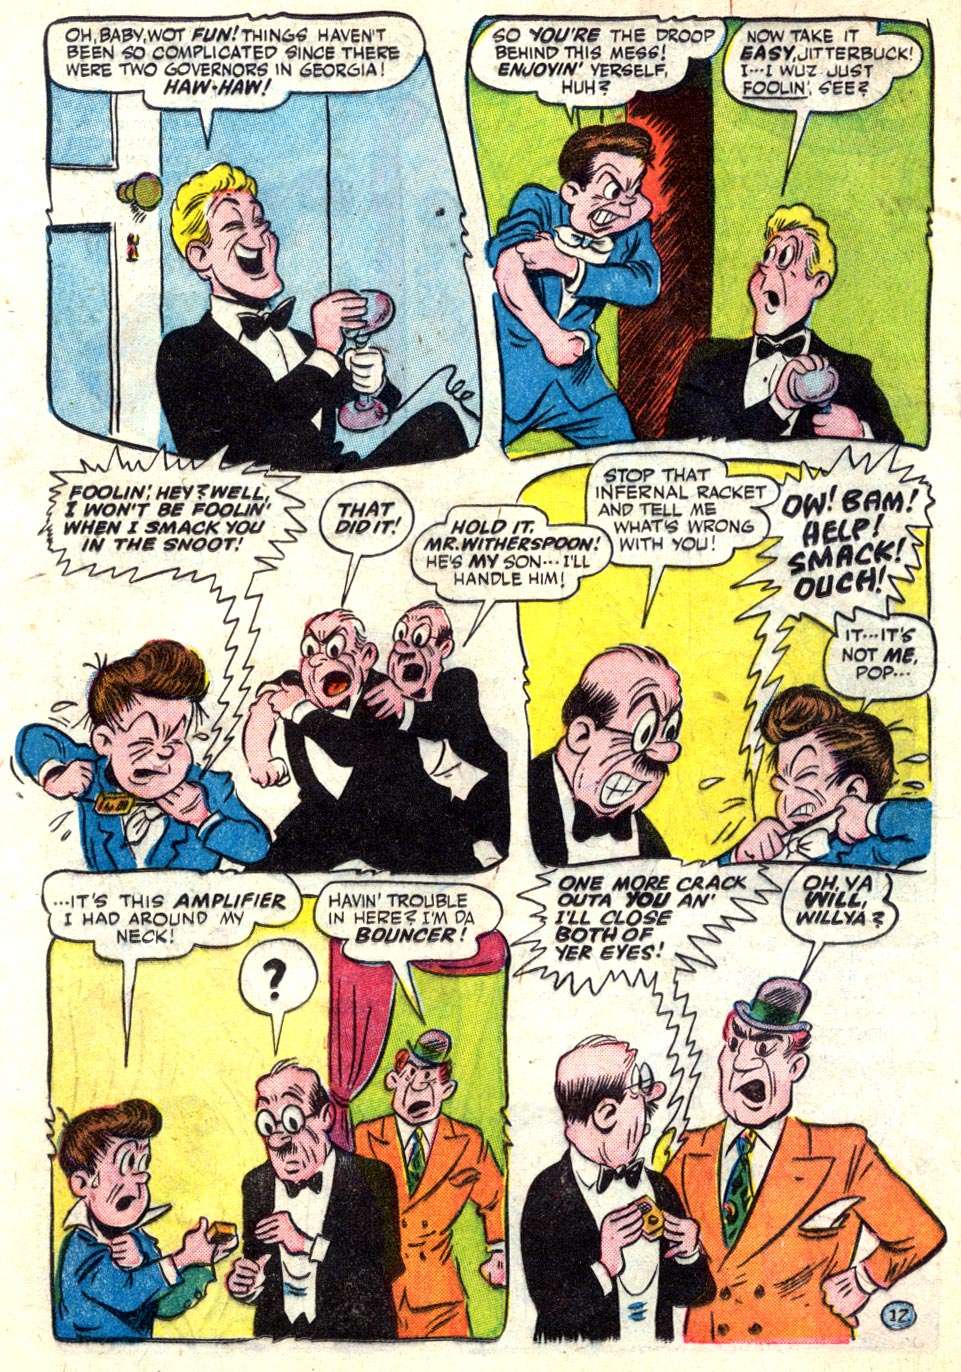 OH, BABY, WOT FUN! THINGS HAVEN'T
BEEN SO COMPLICATED SINCE THERE
WERE TWO GOVERNORS IN GEORGIA!
HAW-HAW!
SO YOU'RE THE DROOP
BEHIND THIS MESS!
ENJOYIN' YERSELF,
HUH?
NOW TAKE IT
EASY, JITTERBUCK!
I---I WUZ JUST
FOOLIN', SEE?
FOOLIN', HEY? WELL,
I WON'T BE FOOLIN'
WHEN I SMACK YOU
IN THE SNOOT!
THAT
DID IT!
HOLD IT,
MR. WITHERSPOON!
HE'S MY SON---I'LL
HANDLE HIM!
STOP THAT
INFERNAL RACKET
AND TELL ME
WHAT'S WRONG
WITH YOU!
OW! BAM!
HELP!
SMACK!
OUCH!
IT---IT'S
NOT ME,
POP---
---IT'S THIS AMPLIFIER
I HAD AROUND MY
NECK!
?
HAVIN' TROUBLE
IN HERE? I'M DA
BOUNCER!
ONE MORE CRACK
OUTA YOU AN'
I'LL CLOSE
BOTH OF
YER EYES!
OH, YA
WILL,
WILLYA?
12